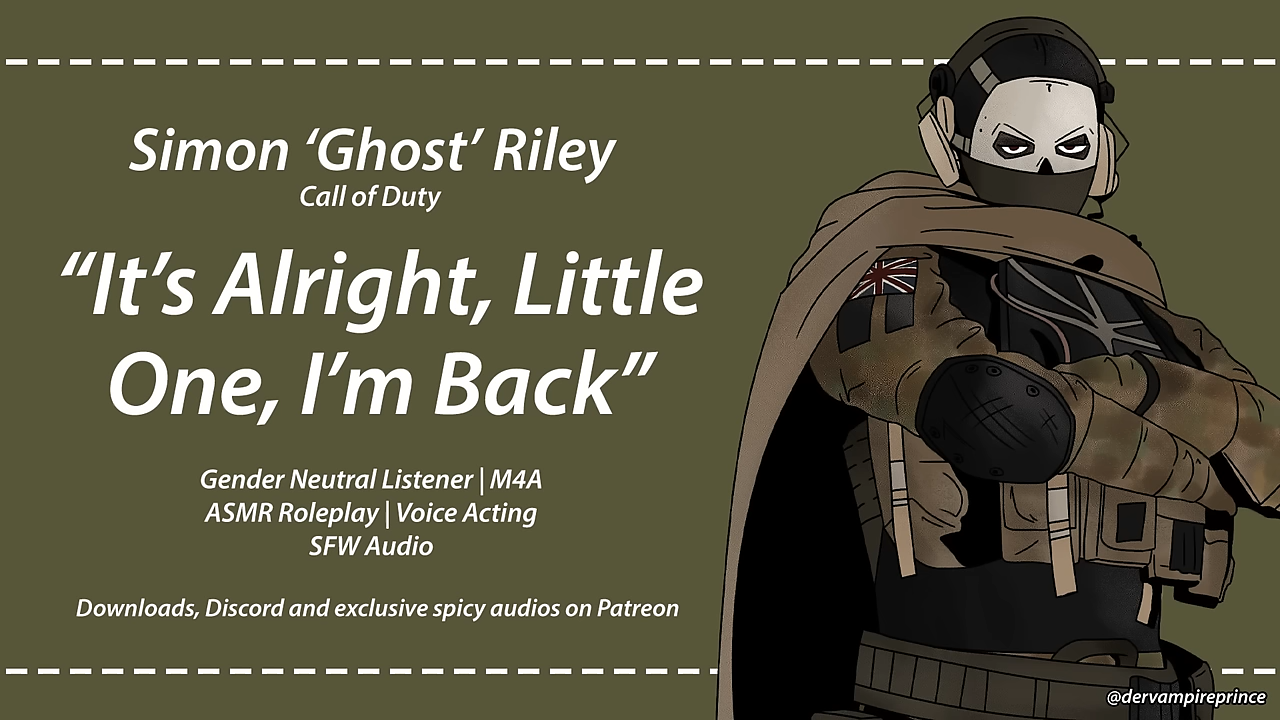 Simon ‘Ghost’ Riley
Call of Duty
“It’s Alright, Little
One, I’m Back”
Gender Neutral Listener | M4A
ASMR Roleplay | Voice Acting
SFW Audio
Downloads, Discord and exclusive spicy audios on Patreon
@dervampireprince